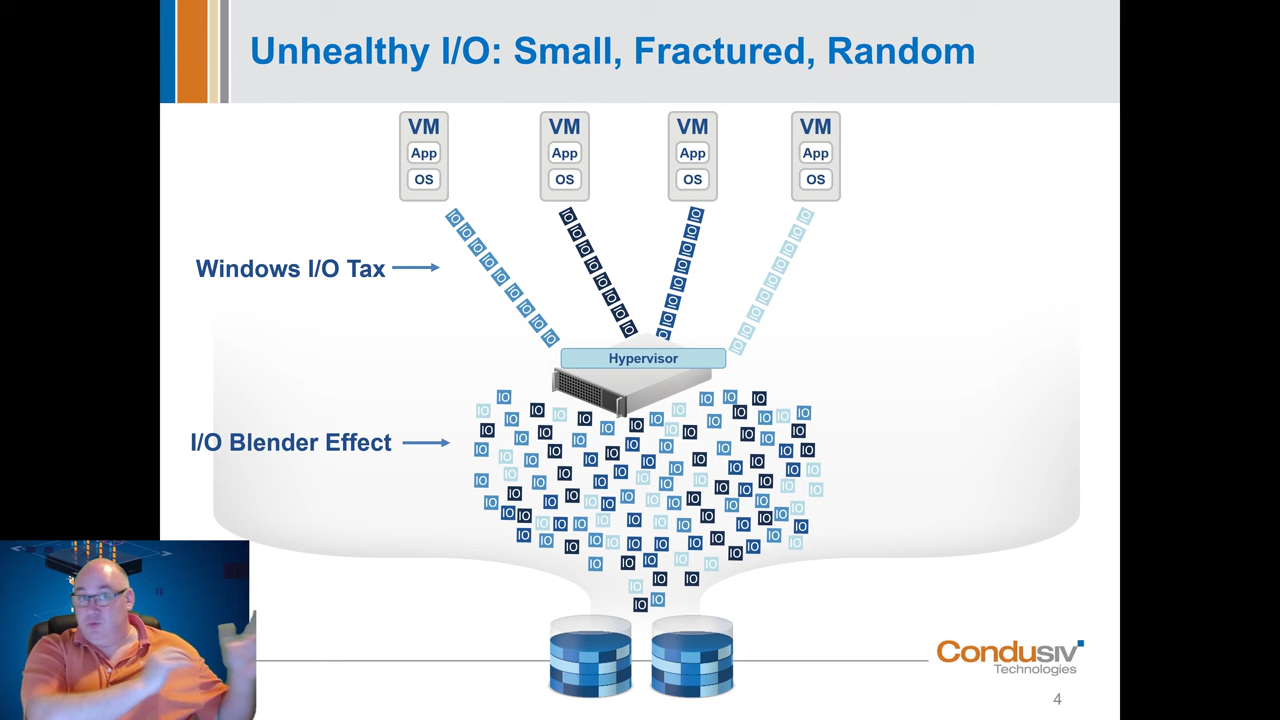 Unhealthy I/O: Small, Fractured, Random
VM VM VM VM
App App App App
OS OS OS OS
Windows I/O Tax
Hypervisor
I/O Blender Effect
IO
Condusiv
Technologies
4